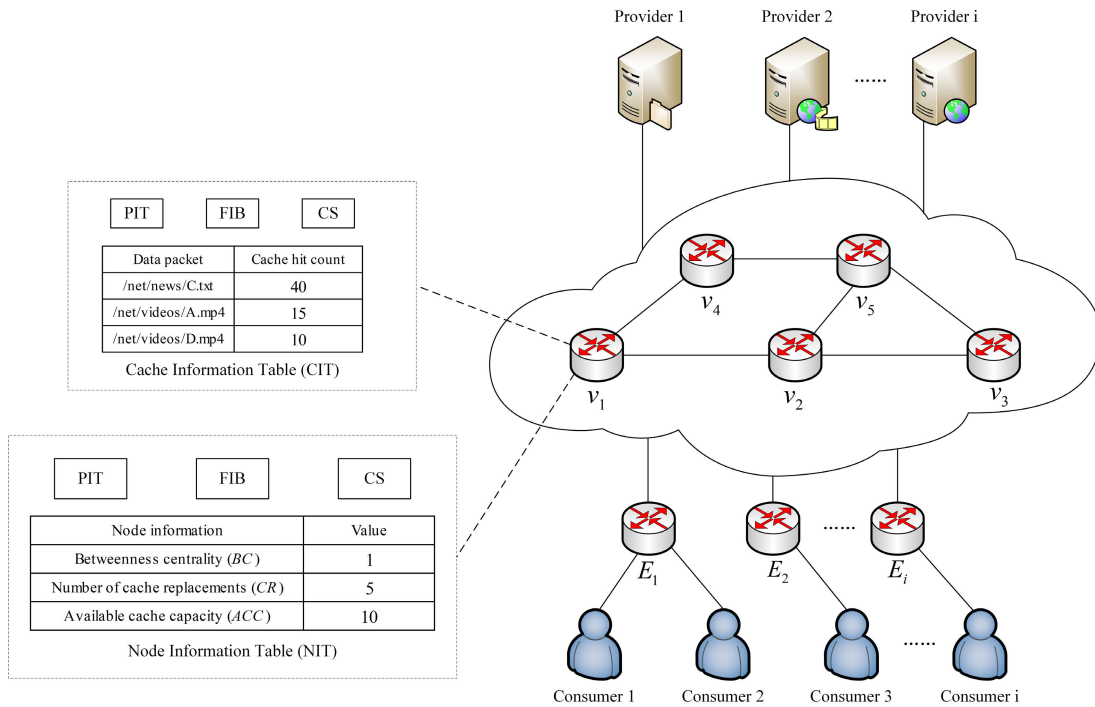 Provider 1
Provider 2
Provider i
......
PIT
FIB
CS
Data packet
Cache hit count
/net/news/C.txt
40
/net/videos/A.mp4
15
/net/videos/D.mp4
10
Cache Information Table (CIT)
v4
v5
v1
v2
v3
PIT
FIB
CS
Node information
Value
Betweenness centrality (BC)
1
Number of cache replacements (CR)
5
Available cache capacity (ACC)
10
Node Information Table (NIT)
......
E1
E2
Ei
......
Consumer 1
Consumer 2
Consumer 3
Consumer i